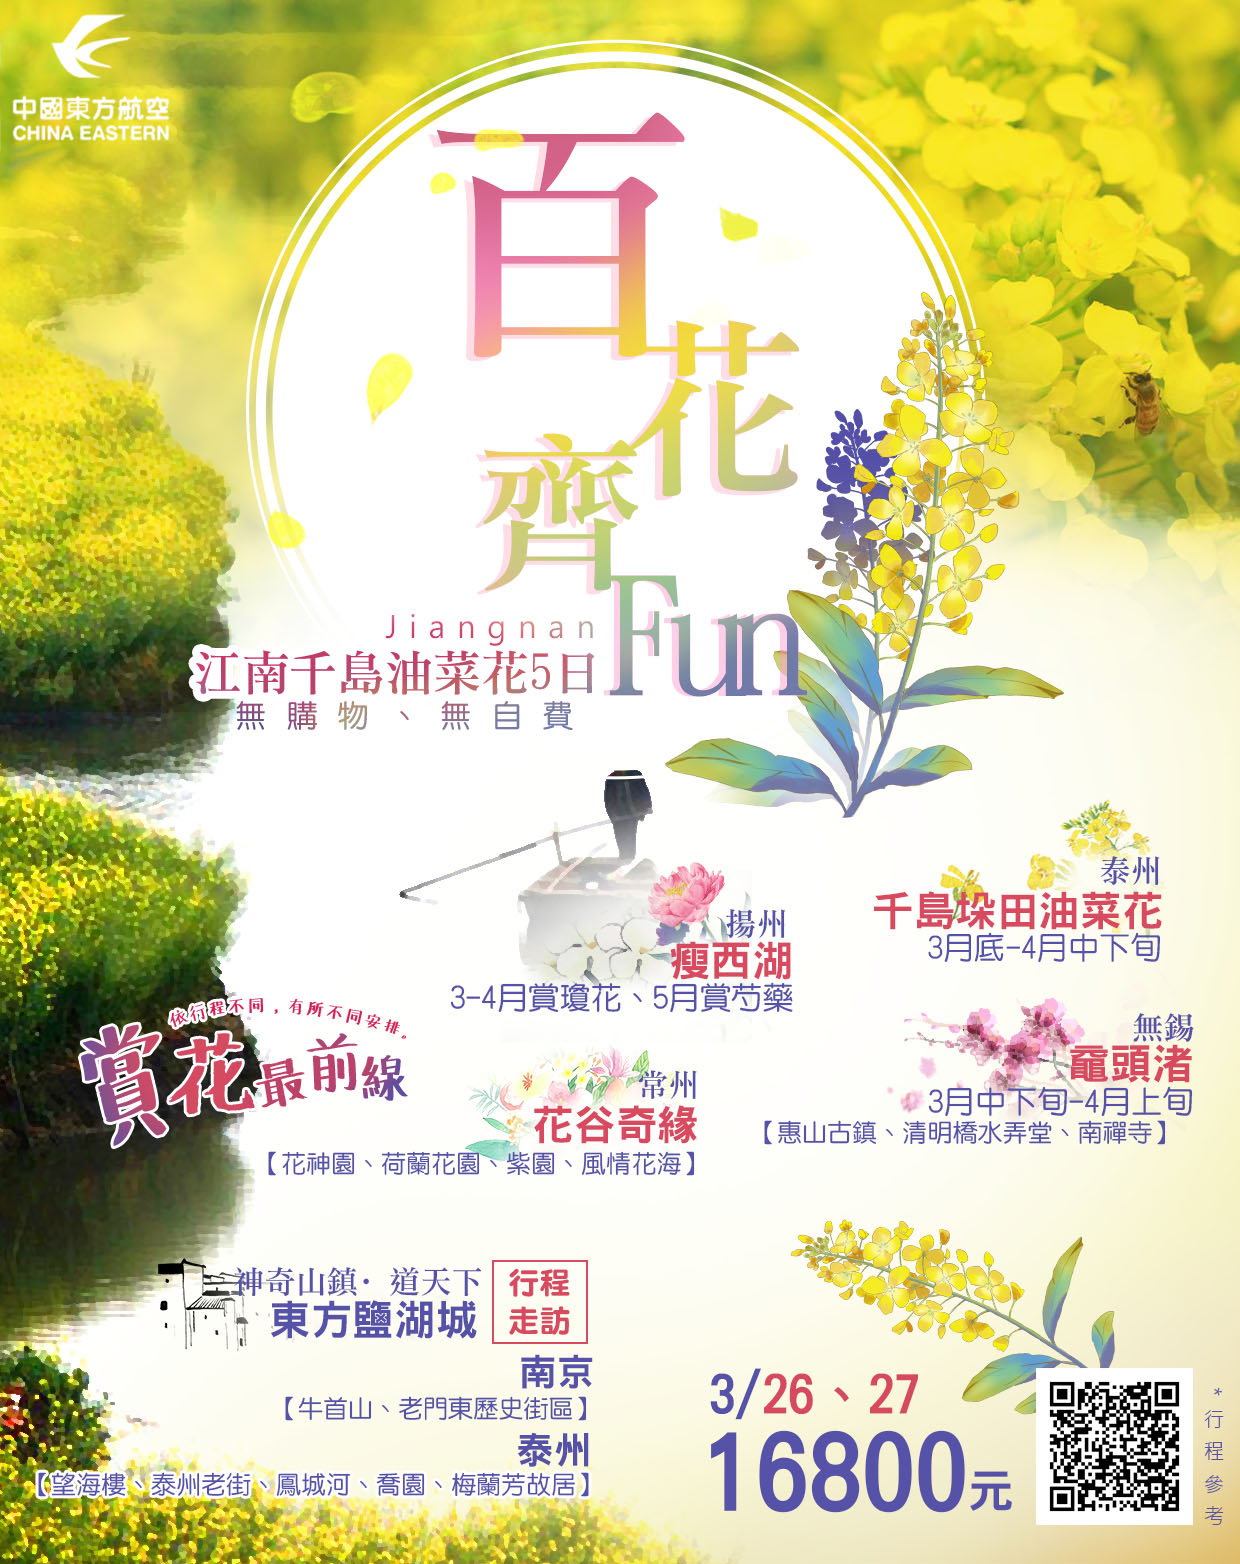 中國東方航空
CHINA EASTERN
百花齊Fun
Jiangnan
江南千島油菜花5日
無購物、無自費
泰州
千島垛田油菜花
3月底-4月中下旬
揚州
瘦西湖
3-4月賞瓊花、5月賞芍藥
依行程不同，有所不同安排。
賞花最前線
無錫
黿頭渚
3月中下旬-4月上旬
【惠山古鎮、清明橋水弄堂、南禪寺】
常州
花谷奇緣
【花神園、荷蘭花園、紫園、風情花海】
神奇山鎮·道天下
東方鹽湖城
行程
走訪
南京
【牛首山、老門東歷史街區】
泰州
【望海樓、泰州老街、鳳城河、喬園、梅蘭芳故居】
3/26、27
16800元
*行程參考